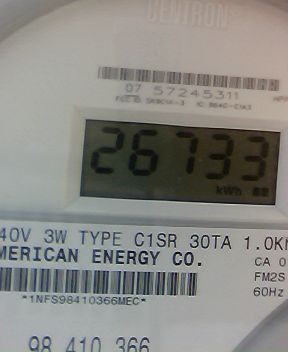 CENTRON
07 57245311
26733
kWh
40V 3W TYPE C1SR 30TA 1.0K
MERICAN ENERGY CO.
CA 0
FM2S
60Hz
*1NFS98410366MEC*
98 410 366